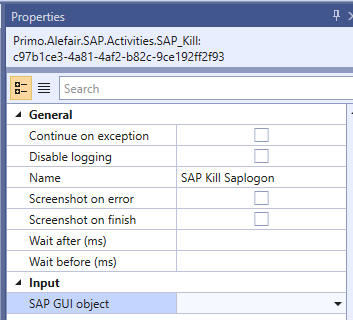 Properties
Primo.Alefair.SAP.Activities.SAP_Kill:
c97b1ce3-4a81-4af2-b82c-9ce192ff2f93
Search
General
Continue on exception
Disable logging
Name SAP Kill Saplogon
Screenshot on error
Screenshot on finish
Wait after (ms)
Wait before (ms)
Input
SAP GUI object